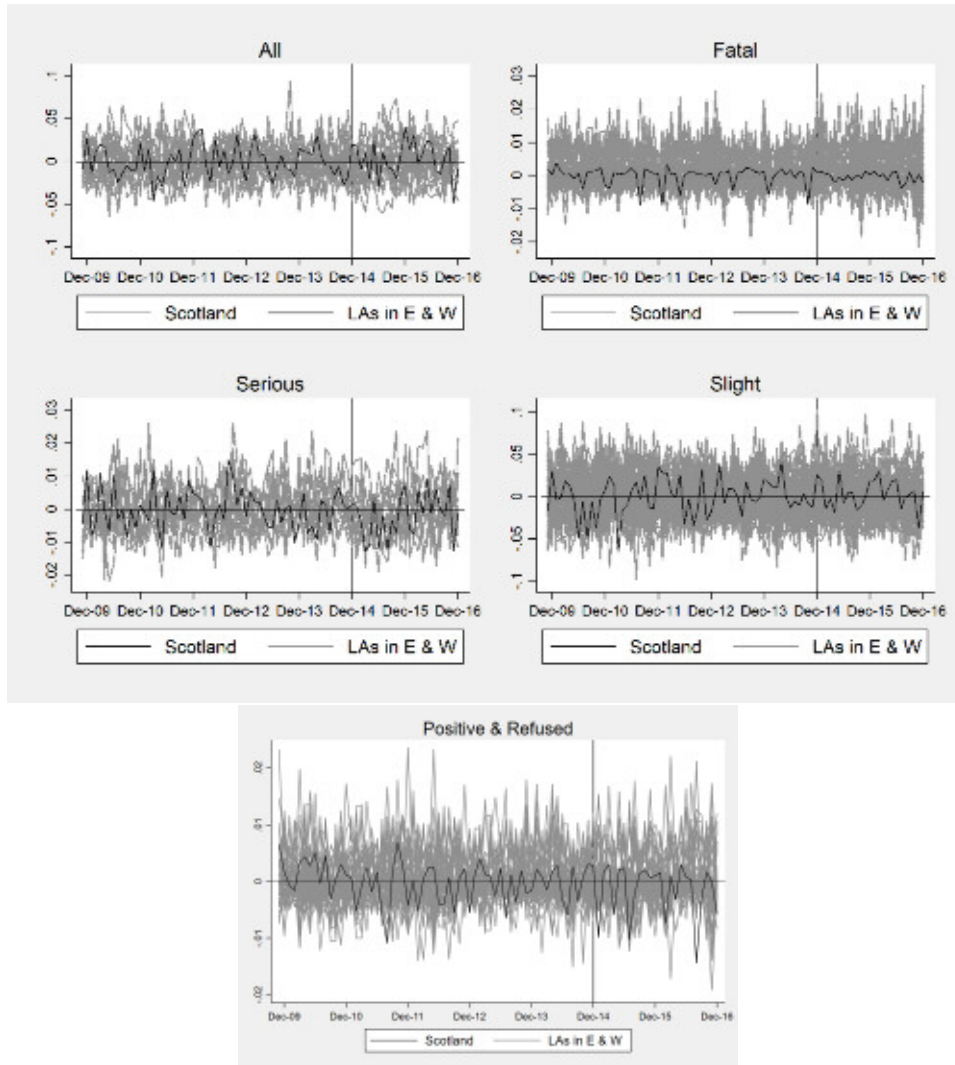 All
.1
.05
0
-.05
-.1
Dec-09 Dec-10 Dec-11 Dec-12 Dec-13 Dec-14 Dec-15 Dec-16
Scotland LAs in E & W
Fatal
.03
.02
.01
0
-.01
-.02
Dec-09 Dec-10 Dec-11 Dec-12 Dec-13 Dec-14 Dec-15 Dec-16
Scotland LAs in E & W
Serious
.03
.02
.01
0
-.01
-.02
Dec-09 Dec-10 Dec-11 Dec-12 Dec-13 Dec-14 Dec-15 Dec-16
Scotland LAs in E & W
Slight
.1
.05
0
-.05
-.1
Dec-09 Dec-10 Dec-11 Dec-12 Dec-13 Dec-14 Dec-15 Dec-16
Scotland LAs in E & W
Positive & Refused
.02
.01
0
-.01
-.02
Dec-09 Dec-10 Dec-11 Dec-12 Dec-13 Dec-14 Dec-15 Dec-16
Scotland LAs in E & W